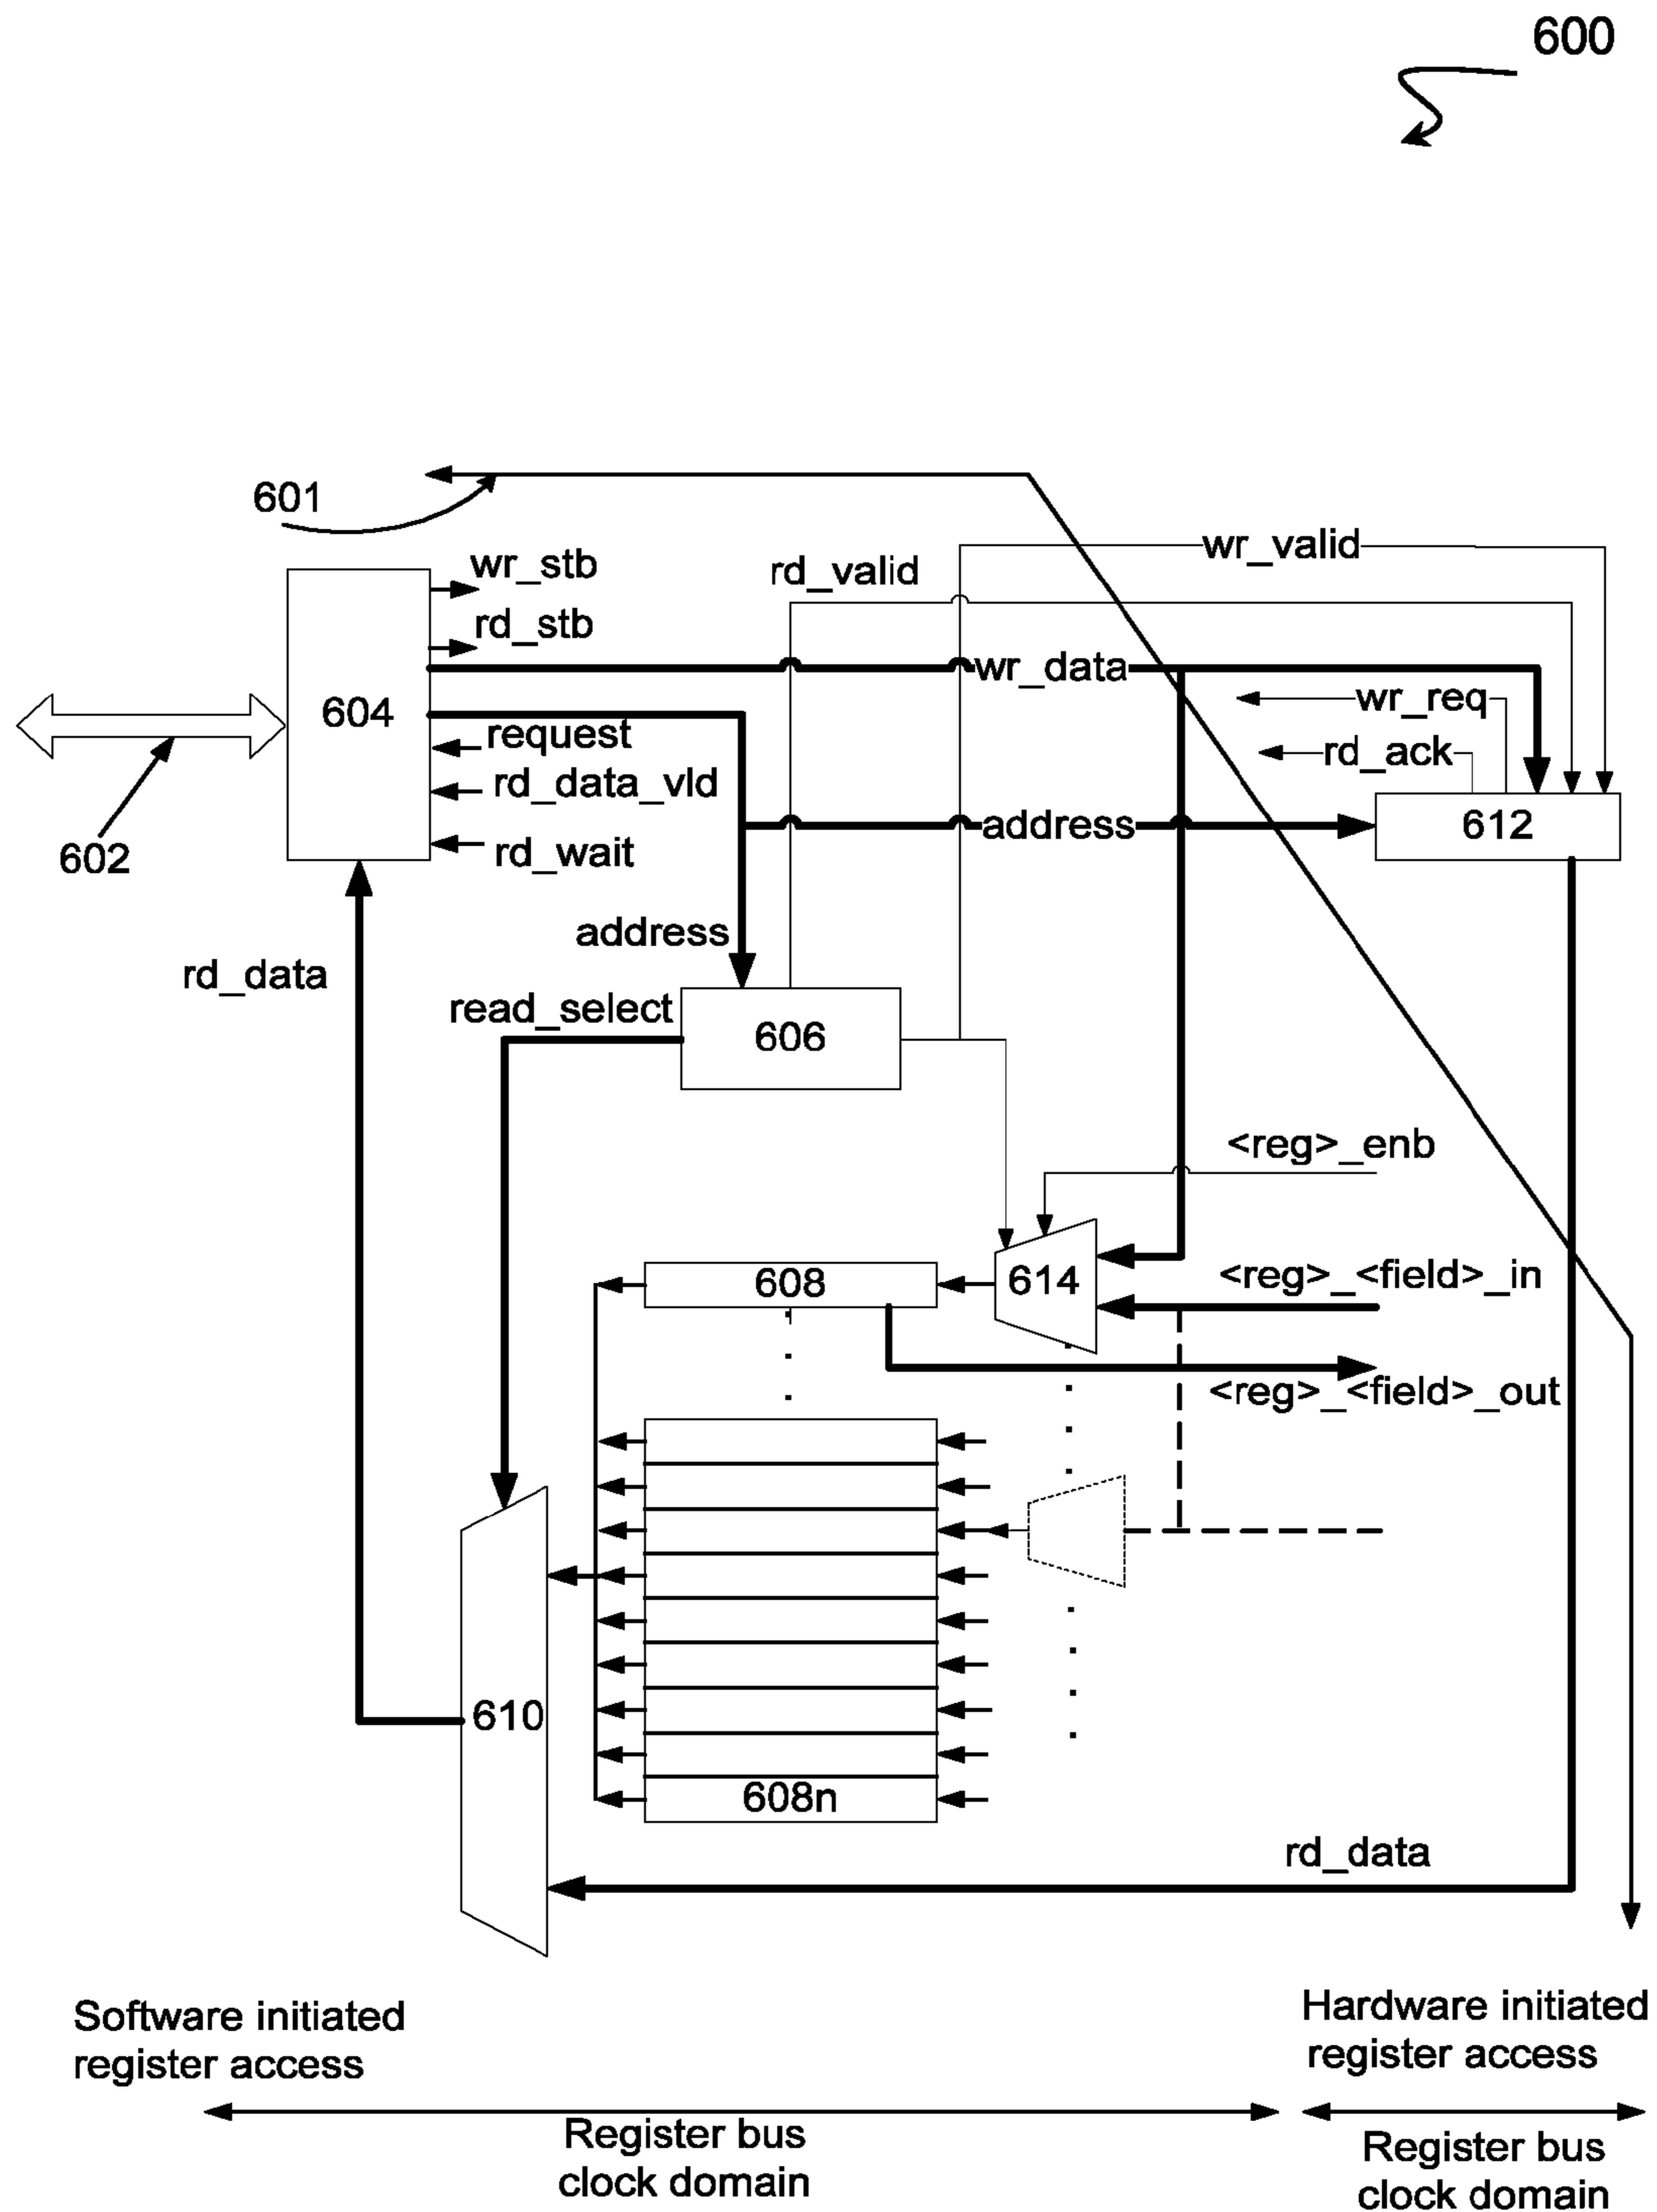 600
601
wr_stb
rd_valid
wr_valid
rd_stb
wr_data
604
wr_req
request
rd_ack
rd_data_vld
address
612
602
rd_wait
address
rd_data
read_select
606
<reg>_enb
608
614
<reg>_<field>_in
<reg>_<field>_out
610
608n
rd_data
Software initiated
register access
Hardware initiated
register access
Register bus
clock domain
Register bus
clock domain